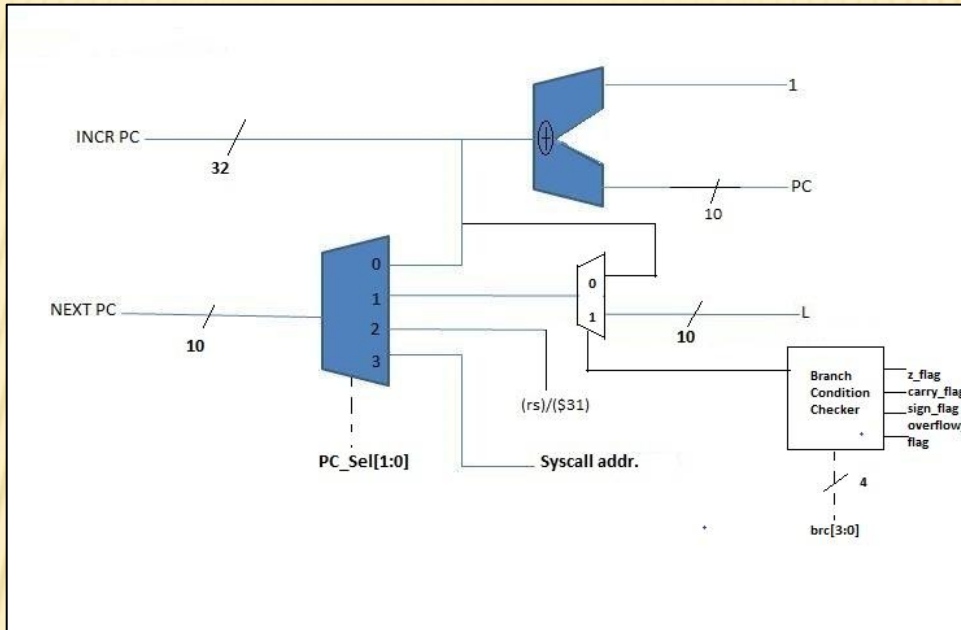 1
INCR PC
32
PC
10
0
1
2
3
0
1
NEXT PC
10
L
10
(rs)/($31)
PC_Sel[1:0]
Syscall addr.
Branch
Condition
Checker
z_flag
carry_flag
sign_flag
overflow_
flag
4
brc[3:0]